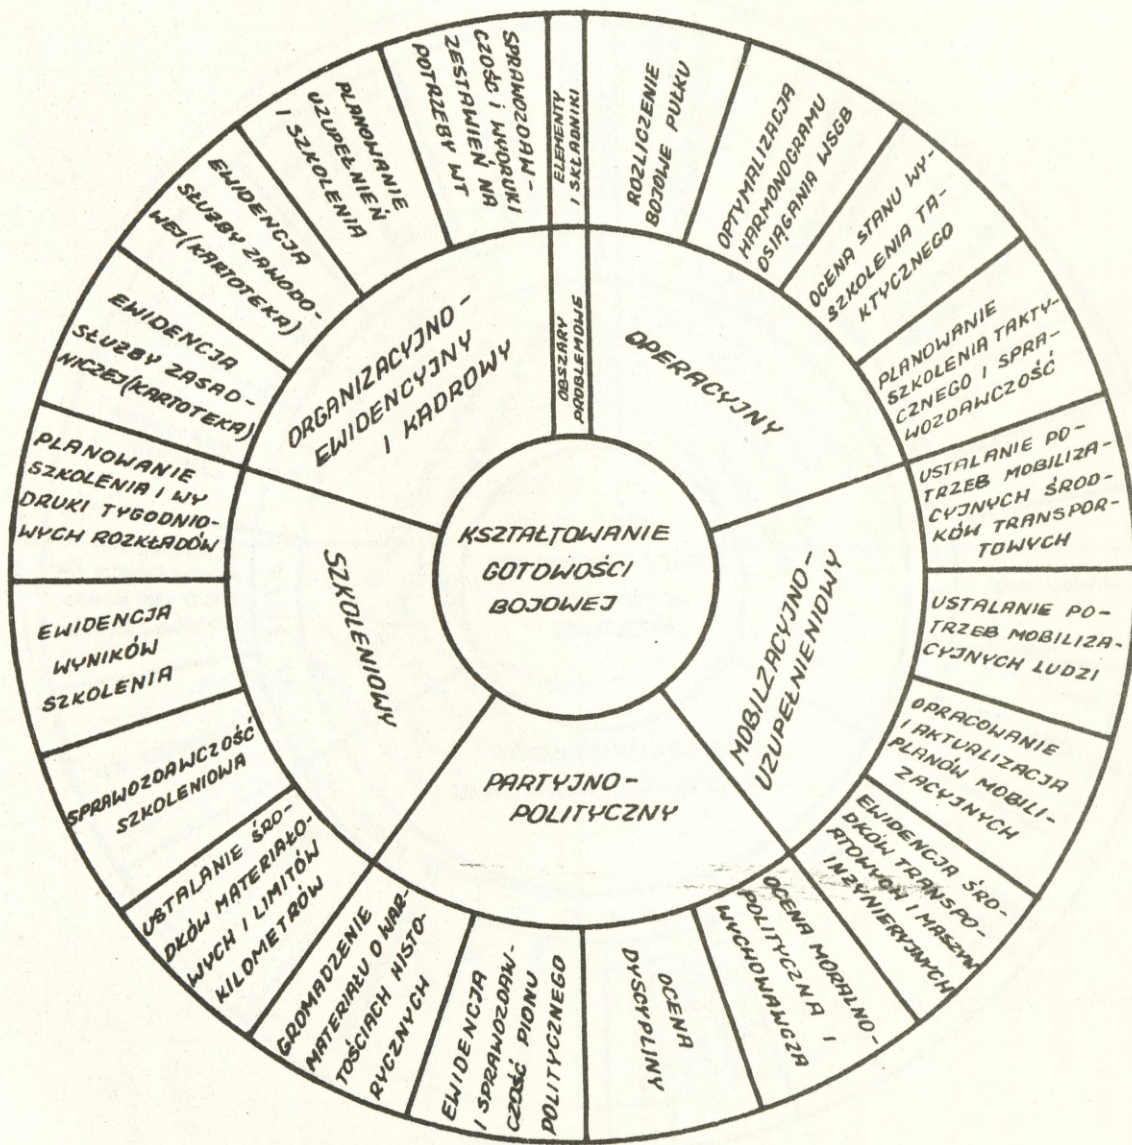 KSZTAŁTOWANIE
GOTOWOŚCI
BOJOWEJ
OBSZARY
PROBLEMOWE
ELEMENTY
I SKŁADNIKI
OPERACYJNY
MOBILZACYJNO-
UZUPEŁNIENIOWY
PARTYJNO-
POLITYCZNY
SZKOLENIOWY
ORGANIZACYJNO-
EWIDENCYJNY
I KADROWY
ROZLICZENIE
BOJOWE PUŁKU
OPTYMALIZACJA
HARMONOGRAMU
OSIĄGANIA WSGB
OCENA STANU WY-
SZKOLENIA TA-
KTYCZNEGO
PLANOWANIE
SZKOLENIA TAKTY-
CZNEGO I SPRA-
WOZDAWCZOŚĆ
USTALANIE PO-
TRZEB MOBILIZA-
CYJNYCH ŚROD-
KÓW TRANSPOR-
TOWYCH
USTALANIE PO-
TRZEB MOBILIZA-
CYJNYCH LUDZI
OPRACOWANIE
I AKTUALIZACJA
PLANÓW MOBILI-
ZACYJNYCH
EWIDENCJA ŚRO-
DKÓW TRANSPO-
RTOWYCH I MASZYN
INŻYNIERYJNYCH
OCENA MORALNO-
POLITYCZNA I
WYCHOWAWCZA
OCENA
DYSCYPLINY
EWIDENCJA
I SPRAWOZDAW-
CZOŚĆ PIONU
POLITYCZNEGO
GROMADZENIE
MATERIAŁU O WAR-
TOŚCIACH HISTO-
RYCZNYCH
USTALANIE ŚRO-
DKÓW MATERIAŁO-
WYCH I LIMITÓW
KILOMETRÓW
SPRAWOZDAWCZOŚĆ
SZKOLENIOWA
EWIDENCJA
WYNIKÓW
SZKOLENIA
PLANOWANIE
SZKOLENIA I WY
DRUKI TYGODNIO-
WYCH ROZKŁADÓW
EWIDENCJA
SŁUŻBY ZASAD-
NICZEJ (KARTOTEKA)
EWIDENCJA
SŁUŻBY ZAWODO-
WEJ (KARTOTEKA)
PLANOWANIE
UZUPEŁNIEŃ
I SZKOLENIA
SPRAWOZDAW-
CZOŚĆ I WYDRUKI
ZESTAWIEŃ NA
POTRZEBY WT